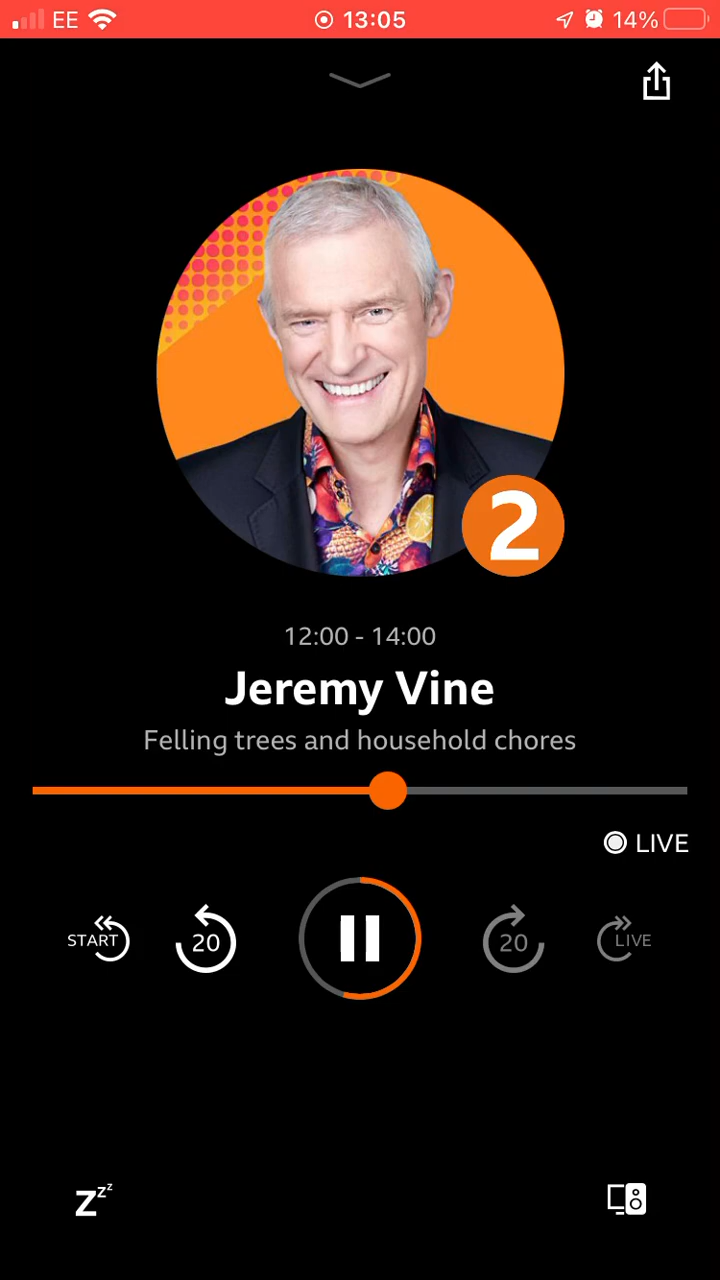 EE 13:05 14%
2
12:00 - 14:00
Jeremy Vine
Felling trees and household chores
LIVE
START 20 20 LIVE
Zzz